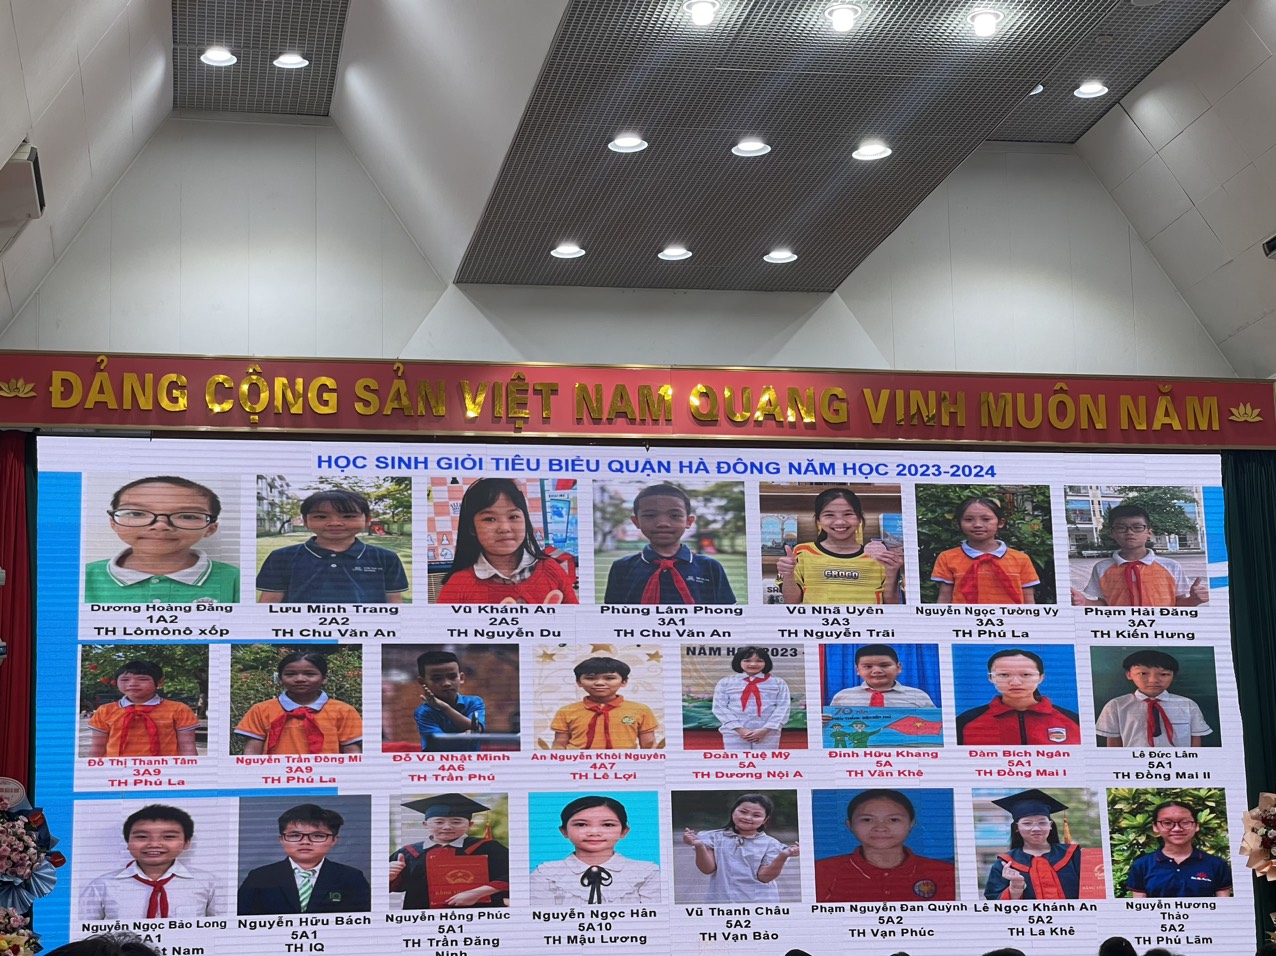 ĐẢNG CỘNG SẢN VIỆT NAM QUANG VINH MUÔN NĂM
HỌC SINH GIỎI TIÊU BIỂU QUẬN HÀ ĐÔNG NĂM HỌC 2023-2024
Dương Hoàng Đăng
1A2
TH Lômônô xốp
Lưu Minh Trang
2A2
TH Chu Văn An
Vũ Khánh An
2A5
TH Nguyễn Du
Phùng Lâm Phong
3A1
TH Chu Văn An
GROGO
Vũ Nhã Uyên
3A3
TH Nguyễn Trãi
Nguyễn Ngọc Tường Vy
3A3
TH Phú La
Phạm Hải Đăng
3A7
TH Kiến Hưng
Đỗ Thị Thanh Tâm
3A9
TH Phú La
Nguyễn Trần Đông Mi
3A9
TH Phú La
Đỗ Vũ Nhật Minh
4A6
TH Trần Phú
An Nguyễn Khôi Nguyên
4A7
TH Lê Lợi
NĂM HỌC 2023 -
Đoàn Tuệ Mỹ
5A
TH Dương Nội A
Đinh Hữu Khang
5A
TH Văn Khê
Đàm Bích Ngân
5A1
TH Đồng Mai I
Lê Đức Lâm
5A1
TH Đồng Mai II
Nguyễn Ngọc Bảo Long
5A1
Nam
Nguyễn Hữu Bách
5A1
TH IQ
Nguyễn Hồng Phúc
5A1
TH Trần Đăng
Ninh
Nguyễn Ngọc Hân
5A10
TH Mậu Lương
Vũ Thanh Châu
5A2
TH Vạn Bảo
Phạm Nguyễn Đan Quỳnh
5A2
TH Vạn Phúc
Lê Ngọc Khánh An
5A2
TH La Khê
Nguyễn Hương
Thảo
5A2
TH Phú Lãm